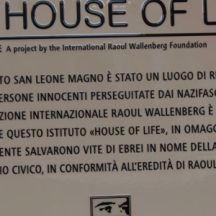 HOUSE OF L
A project by the International Raoul Wallenberg Foundation
TO SAN LEONE MAGNO È STATO UN LUOGO DI R
ERSONE INNOCENTI PERSEGUITATE DAI NAZIFASC
ZIONE INTERNAZIONALE RAOUL WALLENBERG È
E QUESTO ISTITUTO «HOUSE OF LIFE», IN OMAGG
ENTE SALVARONO VITE DI EBREI IN NOME DELLA
IO CIVICO, IN CONFORMITÀ ALL'EREDITÀ DI RAOUL